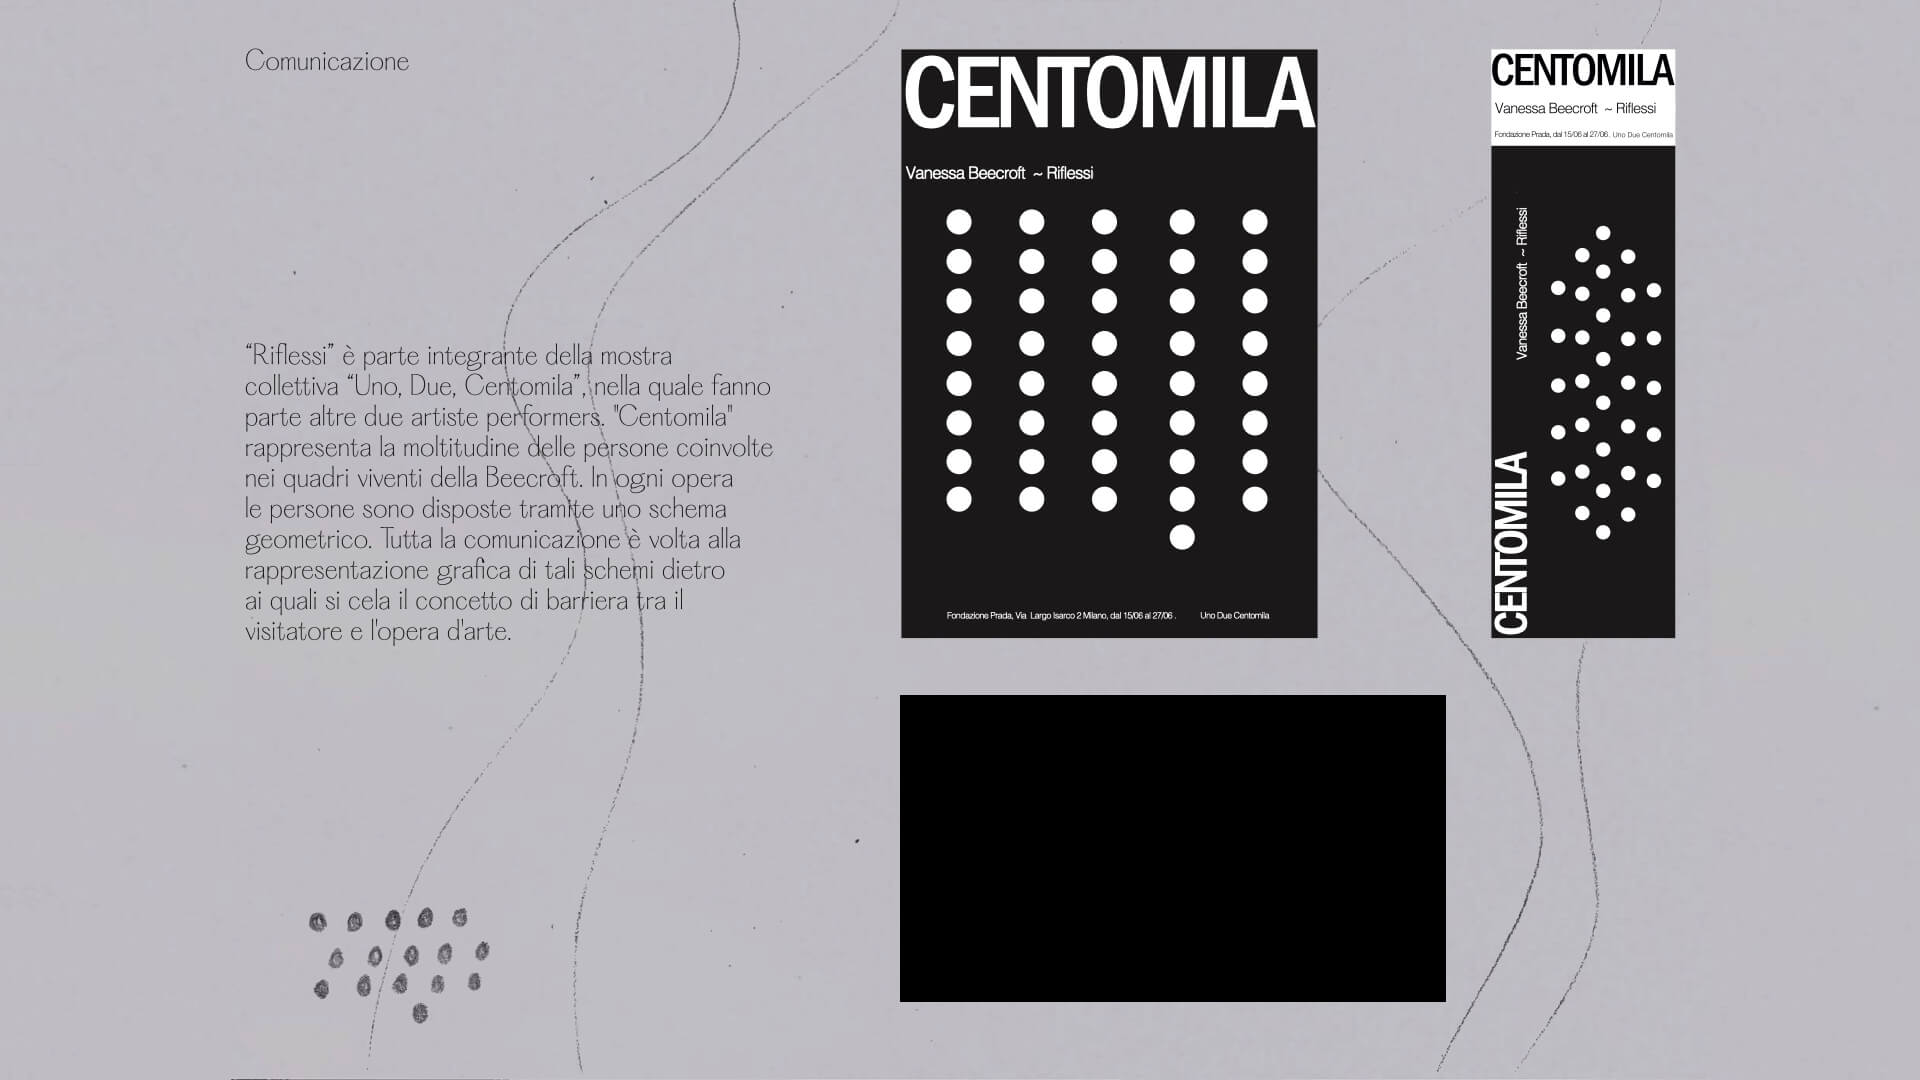 Comunicazione
“Riflessi” è parte integrante della mostra
collettiva “Uno, Due, Centomila”, nella quale fanno
parte altre due artiste performers. "Centomila"
rappresenta la moltitudine delle persone coinvolte
nei quadri viventi della Beecroft. In ogni opera
le persone sono disposte tramite uno schema
geometrico. Tutta la comunicazione è volta alla
rappresentazione grafica di tali schemi dietro
ai quali si cela il concetto di barriera tra il
visitatore e l'opera d'arte.
CENTOMILA
Vanessa Beecroft ~ Riflessi
Fondazione Prada, Via Largo Isarco 2 Milano, dal 15/06 al 27/06 . Uno Due Centomila
CENTOMILA
Vanessa Beecroft ~ Riflessi
Fondazione Prada, dal 15/06 al 27/06 . Uno Due Centomila
Vanessa Beecroft ~ Riflessi
CENTOMILA